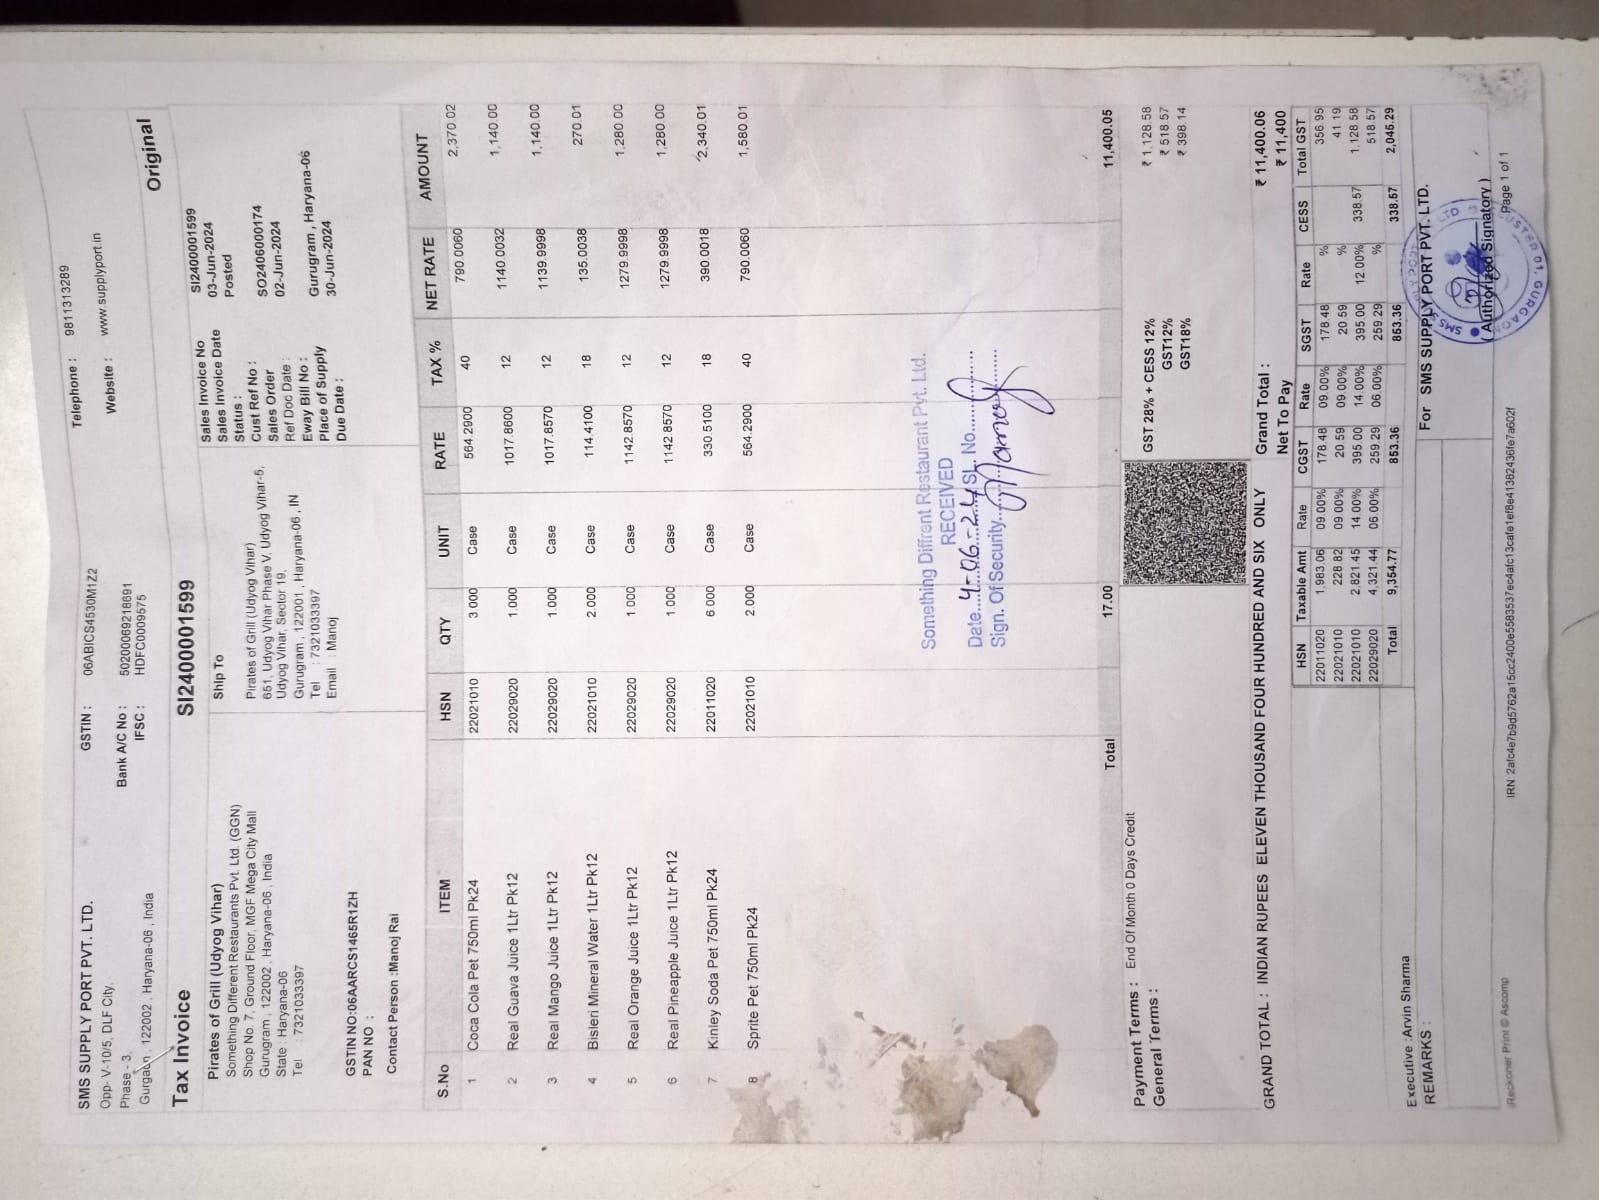 SMS SUPPLY PORT PVT. LTD.
Opp- V.-10/5, DLF City,
Phase - 3,
Gurgaon , 122002 , Haryana-06 , India
GSTIN : 06ABICS4530M1Z2
Bank A/C No : 50200069218691
IFSC : HDFC0009575
Telephone : 9811313289
Website : www.supplyport.in
Tax Invoice SI2400001599 Original
Pirates of Grill (Udyog Vihar)
Something Different Restaurants Pvt. Ltd. (GGN)
Shop No. 7, Ground Floor, MGF Mega City Mall
Gurugram , 122002 , Haryana-06 , India
State : Haryana-06
Tel : 7321033397
GSTIN NO:06AARCS1465R1ZH
PAN NO :
Contact Person :Manoj Rai
Ship To
Pirates of Grill (Udyog Vihar)
651, Udyog Vihar Phase V, Udyog Vihar-5,
Udyog Vihar, Sector 19,
Gurugram , 122001 , Haryana-06 , IN
Tel : 7321033397
Email : Manoj
Sales Invoice No SI2400001599
Sales Invoice Date 03-Jun-2024
Status : Posted
Cust Ref No :
Sales Order SO2406000174
Ref Doc Date : 02-Jun-2024
Eway Bill No :
Place of Supply Gurugram , Haryana-06
Due Date : 30-Jun-2024
S.No ITEM HSN QTY UNIT RATE TAX % NET RATE AMOUNT
1 Coca Cola Pet 750ml Pk24 22021010 3.000 Case 564.2900 40 790.0060 2,370.02
2 Real Guava Juice 1Ltr Pk12 22029020 1.000 Case 1017.8600 12 1140.0032 1,140.00
3 Real Mango Juice 1Ltr Pk12 22029020 1.000 Case 1017.8570 12 1139.9998 1,140.00
4 Bisleri Mineral Water 1Ltr Pk12 22021010 2.000 Case 114.4100 18 135.0038 270.01
5 Real Orange Juice 1Ltr Pk12 22029020 1.000 Case 1142.8570 12 1279.9998 1,280.00
6 Real Pineapple Juice 1Ltr Pk12 22029020 1.000 Case 1142.8570 12 1279.9998 1,280.00
7 Kinley Soda Pet 750ml Pk24 22011020 6.000 Case 330.5100 18 390.0018 2,340.01
8 Sprite Pet 750ml Pk24 22021010 2.000 Case 564.2900 40 790.0060 1,580.01
Something Diffrent Restaurant Pvt. Ltd.
RECEIVED
Date 4-06-24 SL. No.
Sign. Of Security Manoj
Total 17.00 11,400.05
Payment Terms : End Of Month 0 Days Credit
General Terms :
GST 28% + CESS 12% ₹ 1,128.58
GST12% ₹ 518.57
GST18% ₹ 398.14
GRAND TOTAL : INDIAN RUPEES ELEVEN THOUSAND FOUR HUNDRED AND SIX ONLY
Grand Total : ₹ 11,400.06
Net To Pay ₹ 11,400
HSN Taxable Amt Rate CGST Rate SGST Rate CESS Total GST
22011020 1,983.06 09.00% 178.48 09.00% 178.48 % 356.95
22021010 228.82 09.00% 20.59 09.00% 20.59 % 41.19
22021010 2,821.45 14.00% 395.00 14.00% 395.00 12.00% 338.57 1,128.58
22029020 4,321.44 06.00% 259.29 06.00% 259.29 % 518.57
Total 9,354.77 853.36 853.36 338.57 2,045.29
Executive :Arvin Sharma
REMARKS :
For SMS SUPPLY PORT PVT. LTD.
( Authorized Signatory )
iReckoner Print © Ascomp
IRN: 2afc4e7b9d5762a15cc2400e5583537ec4afc13cafe1ef8e41382436fe7a602f
Page 1 of 1